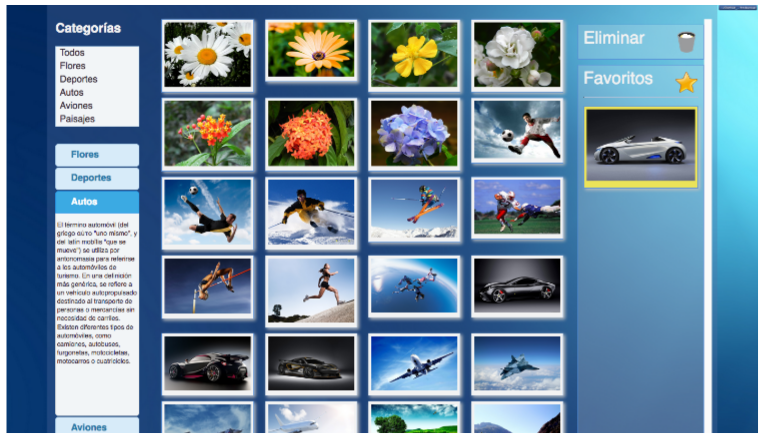 Categorías
Todos
Flores
Deportes
Autos
Aviones
Paisajes
Flores
Deportes
Autos
El término automóvil (del
griego αὐτο "uno mismo", y
del latín mobilis "que se
mueve") se utiliza por
antonomasia para referirse
a los automóviles de
turismo. En una definición
más genérica, se refiere a
un vehículo autopropulsado
destinado al transporte de
personas o mercancías sin
necesidad de carriles.
Existen diferentes tipos de
automóviles, como
camiones, autobuses,
furgonetas, motocicletas,
motocarros o cuatriciclos.
Aviones
Eliminar
Favoritos